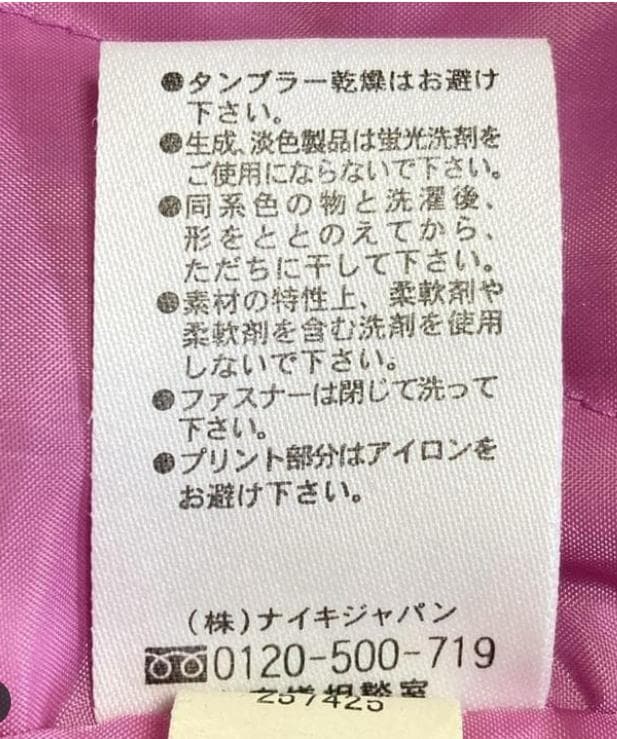 ●タンブラー乾燥はお避け
下さい。
●生成、淡色製品は蛍光洗剤を
ご使用にならないで下さい。
●同系色の物と洗濯後、
形をととのえてから、
ただちに干して下さい。
●素材の特性上、柔軟剤や
柔軟剤を含む洗剤を使用
しないで下さい。
●ファスナーは閉じて洗って
下さい。
●プリント部分はアイロンを
お避け下さい。
(株)ナイキジャパン
0120-500-719
相談室
257425